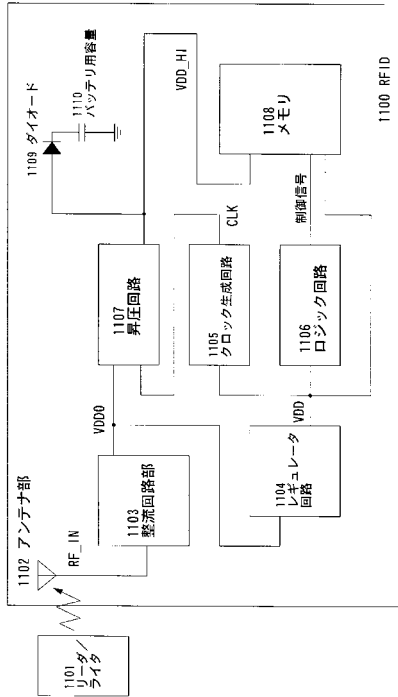 1101
リーダ/
ライタ
1102 アンテナ部
RF_IN
1103
整流回路部
VDD0
1104
レギュレータ
回路
VDD
1107
昇圧回路
1105
クロック生成回路
1106
ロジック回路
CLK
制御信号
VDD_HI
1108
メモリ
1109 ダイオード
1110
バッテリ用容量
1100 RFID